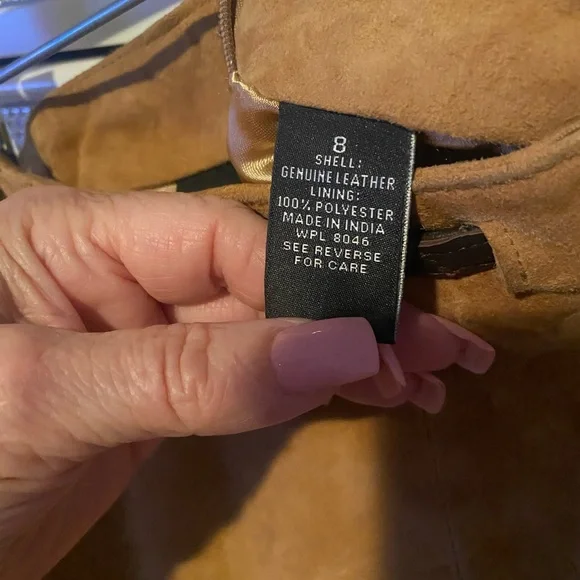 8
SHELL:
GENUINE LEATHER
LINING:
100% POLYESTER
MADE IN INDIA
WPL 8046
SEE REVERSE
FOR CARE